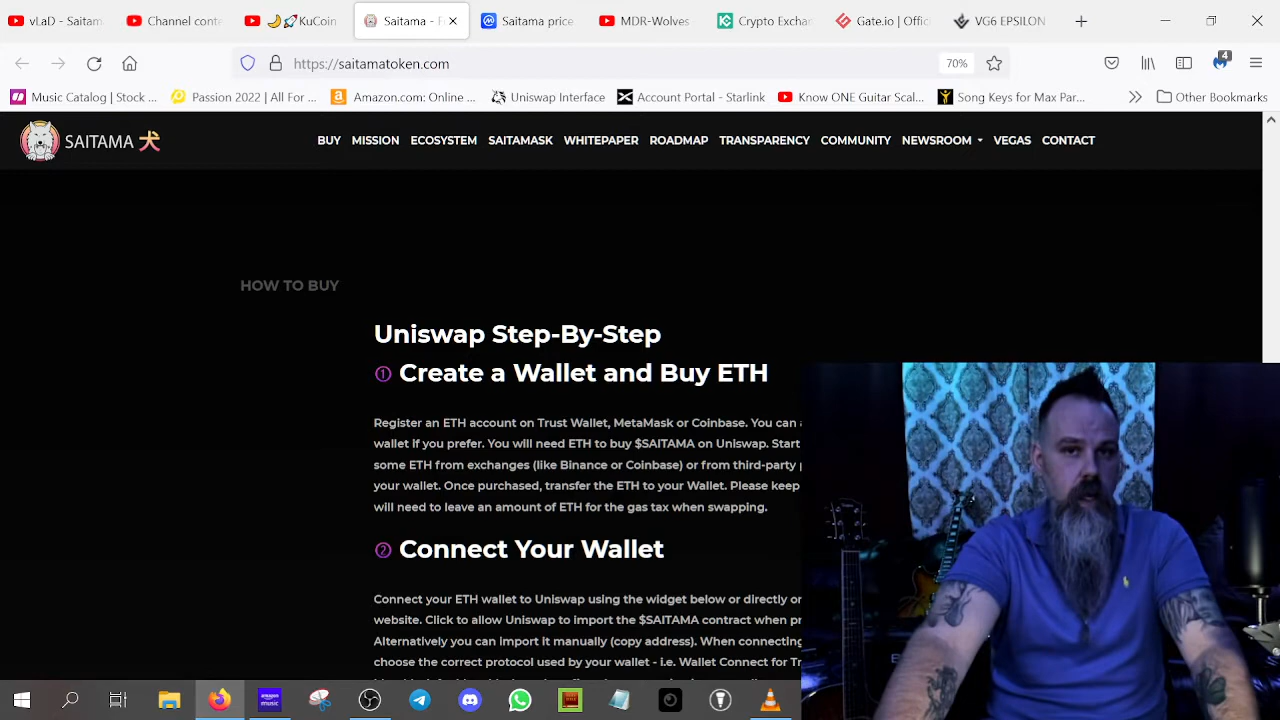 vLaD - Saitam
Channel conte
🌙🚀KuCoin
Saitama - F
Saitama price
MDR-Wolves
Crypto Exchan
Gate.io | Offic
VG6 EPSILON
https://saitamatoken.com
70%
4
Music Catalog | Stock ...
Passion 2022 | All For ...
Amazon.com: Online ...
Uniswap Interface
Account Portal - Starlink
Know ONE Guitar Scal...
Song Keys for Max Par...
Other Bookmarks
SAITAMA 犬
BUY
MISSION
ECOSYSTEM
SAITAMASK
WHITEPAPER
ROADMAP
TRANSPARENCY
COMMUNITY
NEWSROOM
VEGAS
CONTACT
HOW TO BUY
Uniswap Step-By-Step
① Create a Wallet and Buy ETH
Register an ETH account on Trust Wallet, MetaMask or Coinbase. You can
wallet if you prefer. You will need ETH to buy $SAITAMA on Uniswap. Start
some ETH from exchanges (like Binance or Coinbase) or from third-party
your wallet. Once purchased, transfer the ETH to your Wallet. Please keep
will need to leave an amount of ETH for the gas tax when swapping.
② Connect Your Wallet
Connect your ETH wallet to Uniswap using the widget below or directly on
website. Click to allow Uniswap to import the $SAITAMA contract when pr
Alternatively you can import it manually (copy address). When connecting
choose the correct protocol used by your wallet - i.e. Wallet Connect for Tr
amazon
music